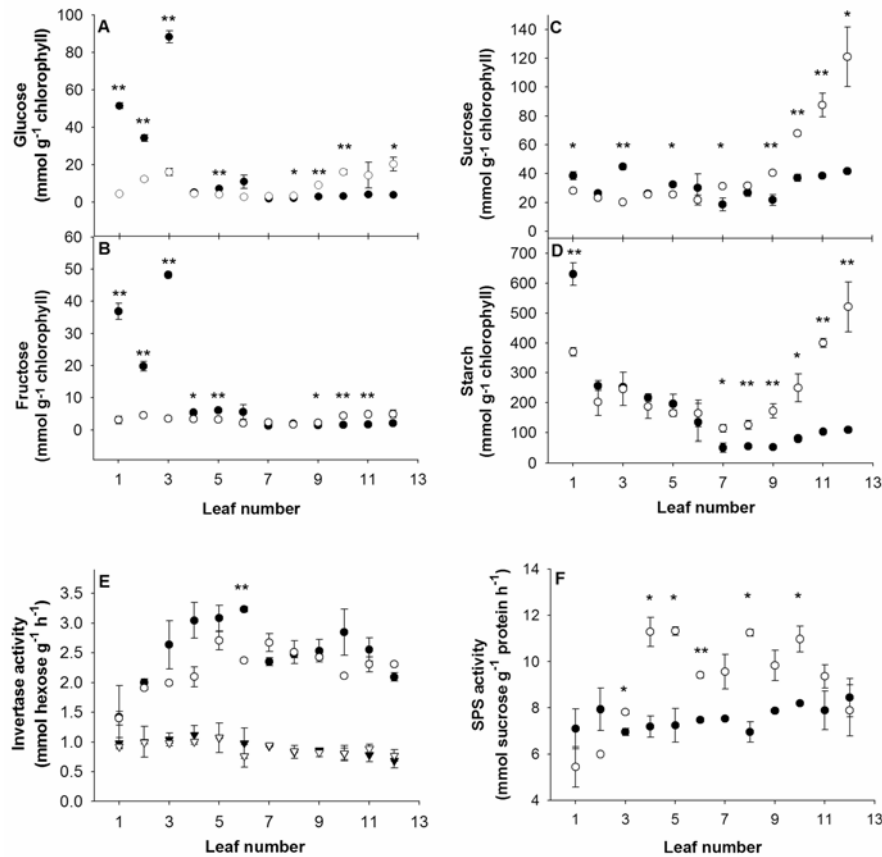 A
Glucose
(mmol g-1 chlorophyll)
100
80
60
40
20
0
** ** ** ** * ** ** *
B
Fructose
(mmol g-1 chlorophyll)
60
50
40
30
20
10
0
** ** ** * ** * ** **
1 3 5 7 9 11 13
Leaf number
C
Sucrose
(mmol g-1 chlorophyll)
140
120
100
80
60
40
20
0
* ** * * ** ** ** *
D
Starch
(mmol g-1 chlorophyll)
700
600
500
400
300
200
100
0
** * ** ** * ** **
1 3 5 7 9 11 13
Leaf number
E
Invertase activity
(mmol hexose g-1 h-1)
3.5
3.0
2.5
2.0
1.5
1.0
0.5
0.0
**
1 3 5 7 9 11 13
Leaf number
F
SPS activity
(mmol sucrose g-1 protein h-1)
14
12
10
8
6
4
* * * ** * *
1 3 5 7 9 11 13
Leaf number